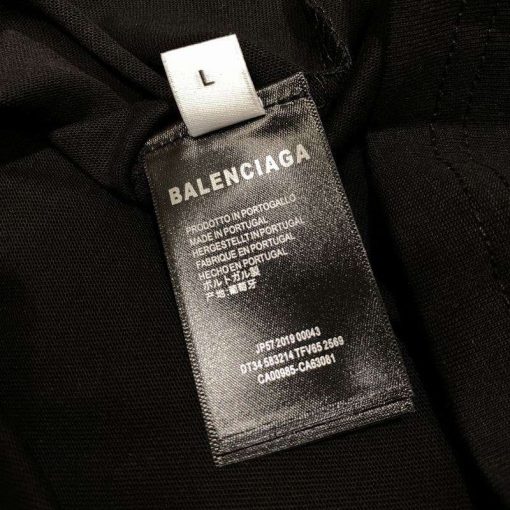 L
BALENCIAGA
PRODOTTO IN PORTOGALLO
MADE IN PORTUGAL
HERGESTELLT IN PORTUGAL
FABRIQUE EN PORTUGAL
HECHO EN PORTUGAL
ポルトガル製
产地:葡萄牙
JP57 2019 00043
DT34 583214 TFV65 2569
CA00985-CA63081